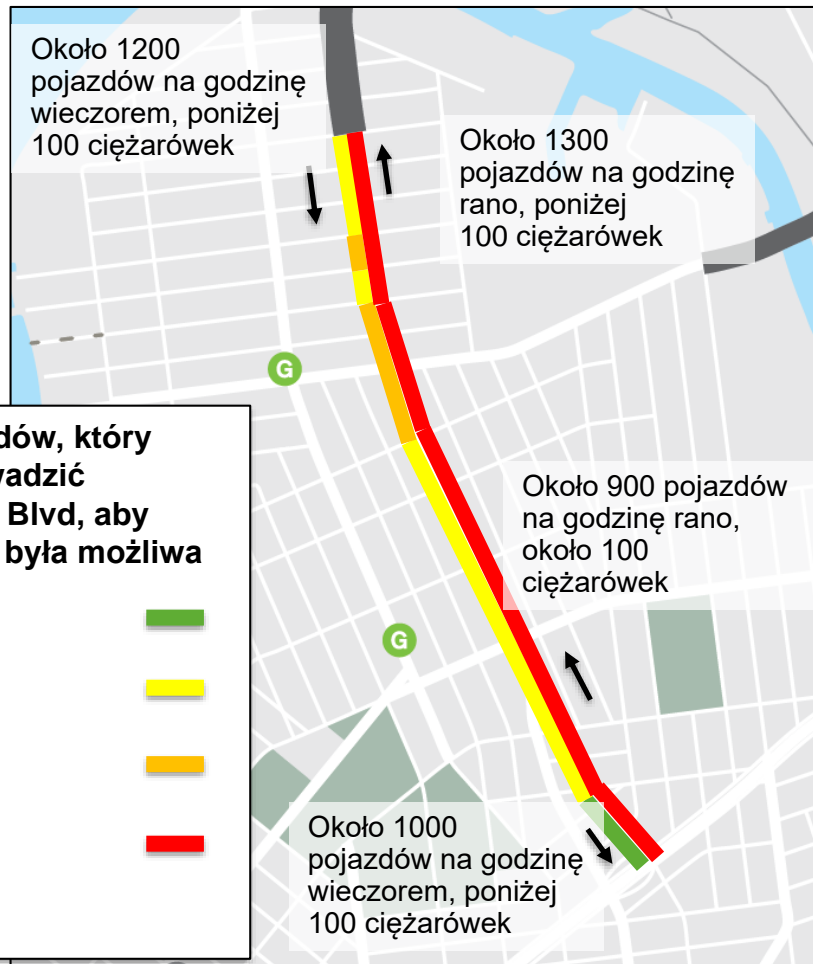 Około 1200
pojazdów na godzinę
wieczorem, poniżej
100 ciężarówek
Około 1300
pojazdów na godzinę
rano, poniżej
100 ciężarówek
G
dów, który
wadzić
Blvd, aby
była możliwa
Około 900 pojazdów
na godzinę rano,
około 100
ciężarówek
G
Około 1000
pojazdów na godzinę
wieczorem, poniżej
100 ciężarówek